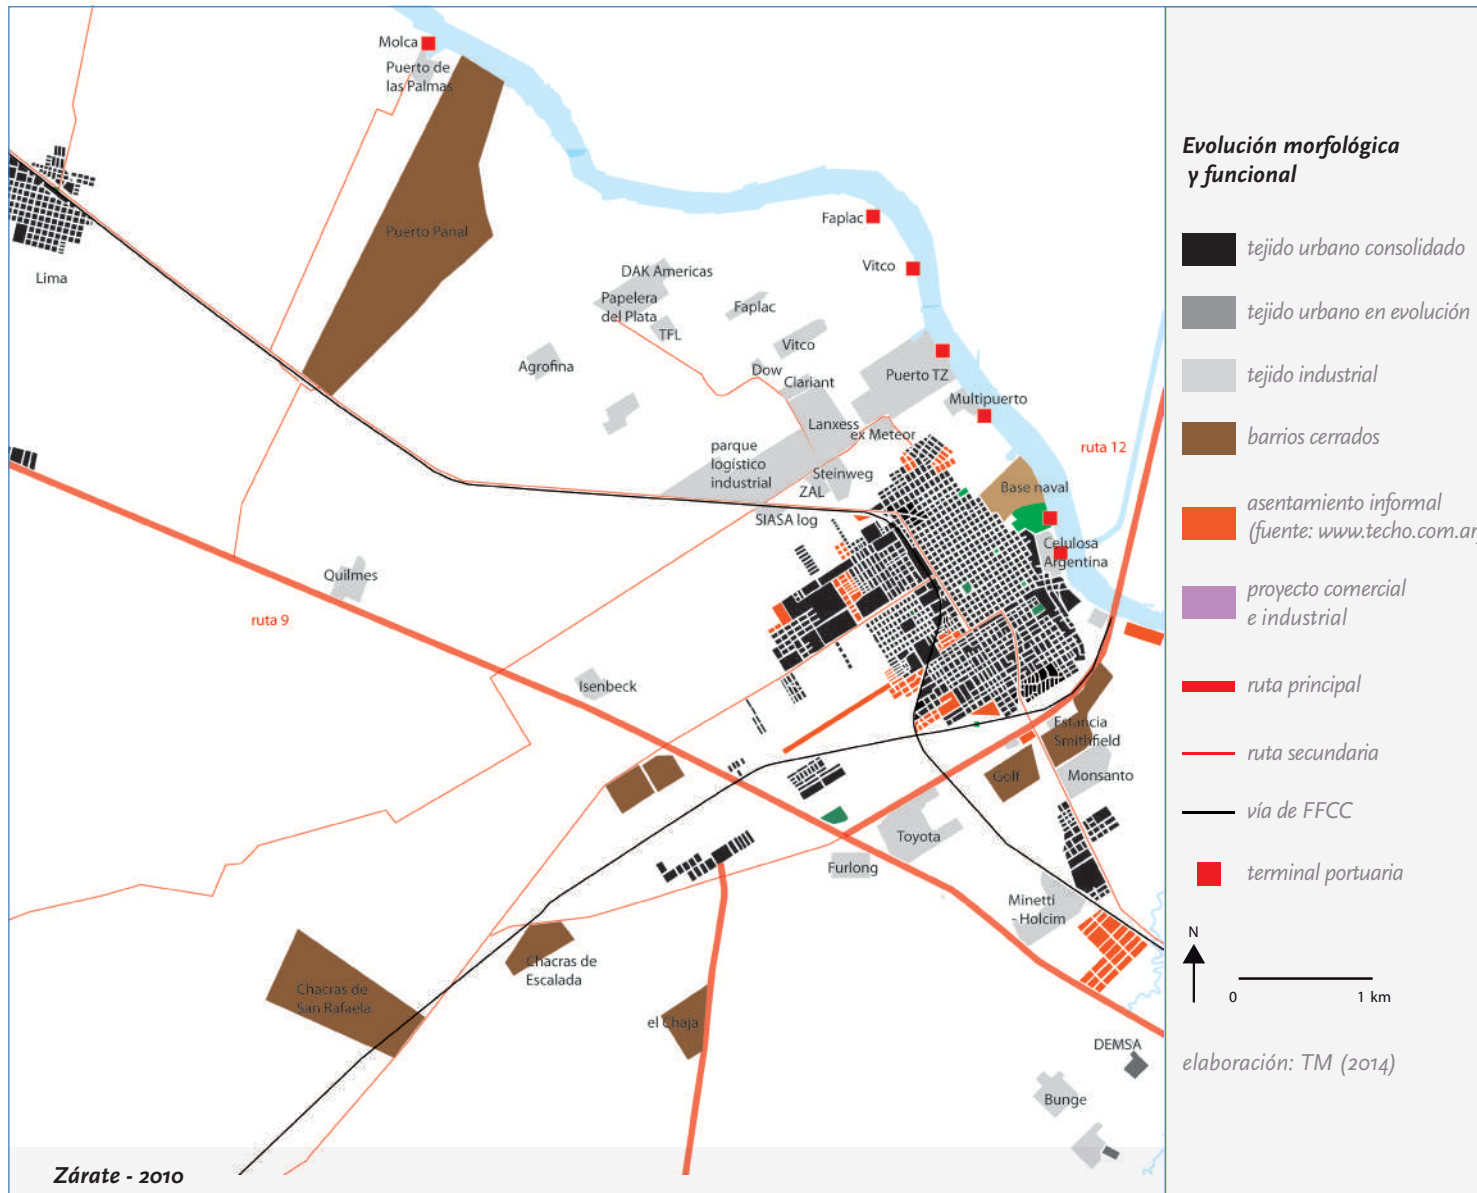 Molca
Puerto de
las Palmas
Puerto Panal
Lima
Faplac
Vitco
DAK Americas
Papelera
del Plata
TFL
Faplac
Vitco
Agrofina
Dow
Clariant
Puerto TZ
Multipuerto
Lanxess
ex Meteor
parque
logístico
industrial
Steinweg
ZAL
SIASA log
ruta 12
Base naval
Celulosa
Argentina
Quilmes
ruta 9
Isenbeck
Estancia
Smithfield
Golf
Monsanto
Toyota
Furlong
Minetti
- Holcim
Chacras de
Escalada
Chacras de
San Rafaela
el Chaja
DEMSA
Bunge
Zárate - 2010
Evolución morfológica
y funcional
tejido urbano consolidado
tejido urbano en evolución
tejido industrial
barrios cerrados
asentamiento informal
(fuente: www.techo.com.ar
proyecto comercial
e industrial
ruta principal
ruta secundaria
vía de FFCC
terminal portuaria
N
0 1 km
elaboración: TM (2014)